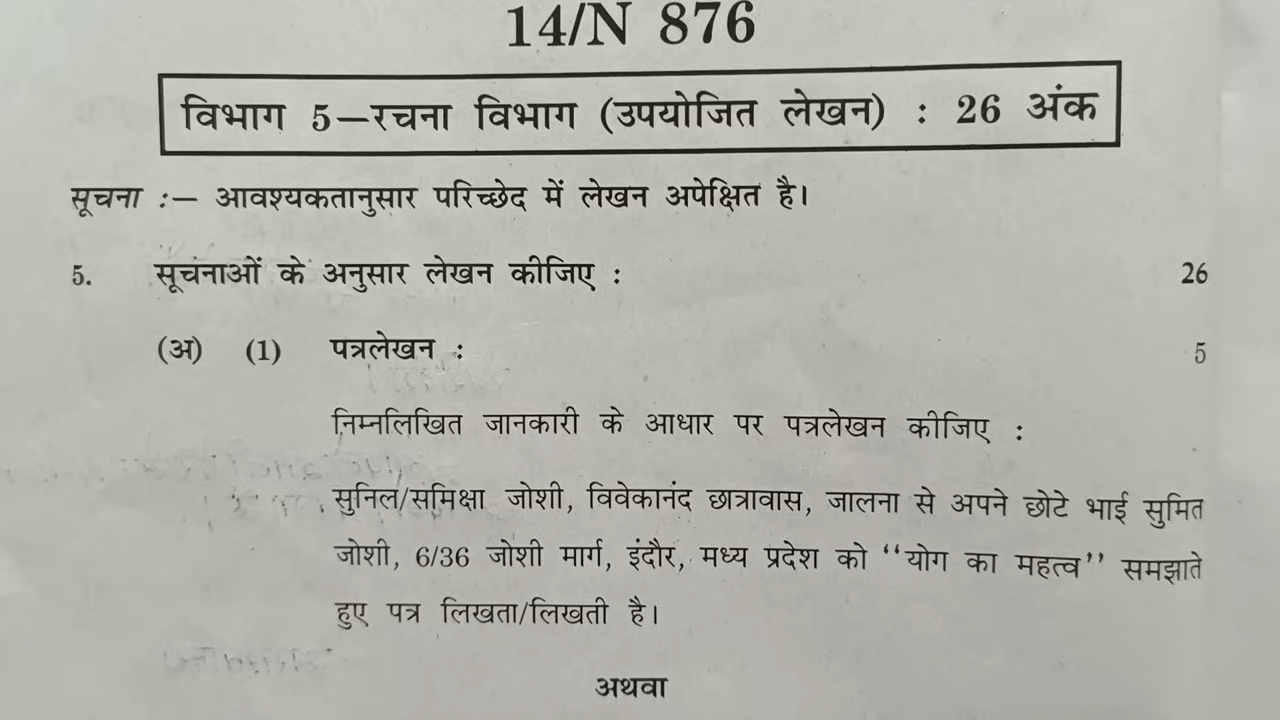 14/N 876
विभाग 5—रचना विभाग (उपयोजित लेखन) : 26 अंक
सूचना :— आवश्यकतानुसार परिच्छेद में लेखन अपेक्षित है।
5. सूचनाओं के अनुसार लेखन कीजिए : 26
(अ) (1) पत्रलेखन : 5
निम्नलिखित जानकारी के आधार पर पत्रलेखन कीजिए :
सुनिल/समिक्षा जोशी, विवेकानंद छात्रावास, जालना से अपने छोटे भाई सुमित
जोशी, 6/36 जोशी मार्ग, इंदौर, मध्य प्रदेश को ‘‘योग का महत्व’’ समझाते
हुए पत्र लिखता/लिखती है।
अथवा